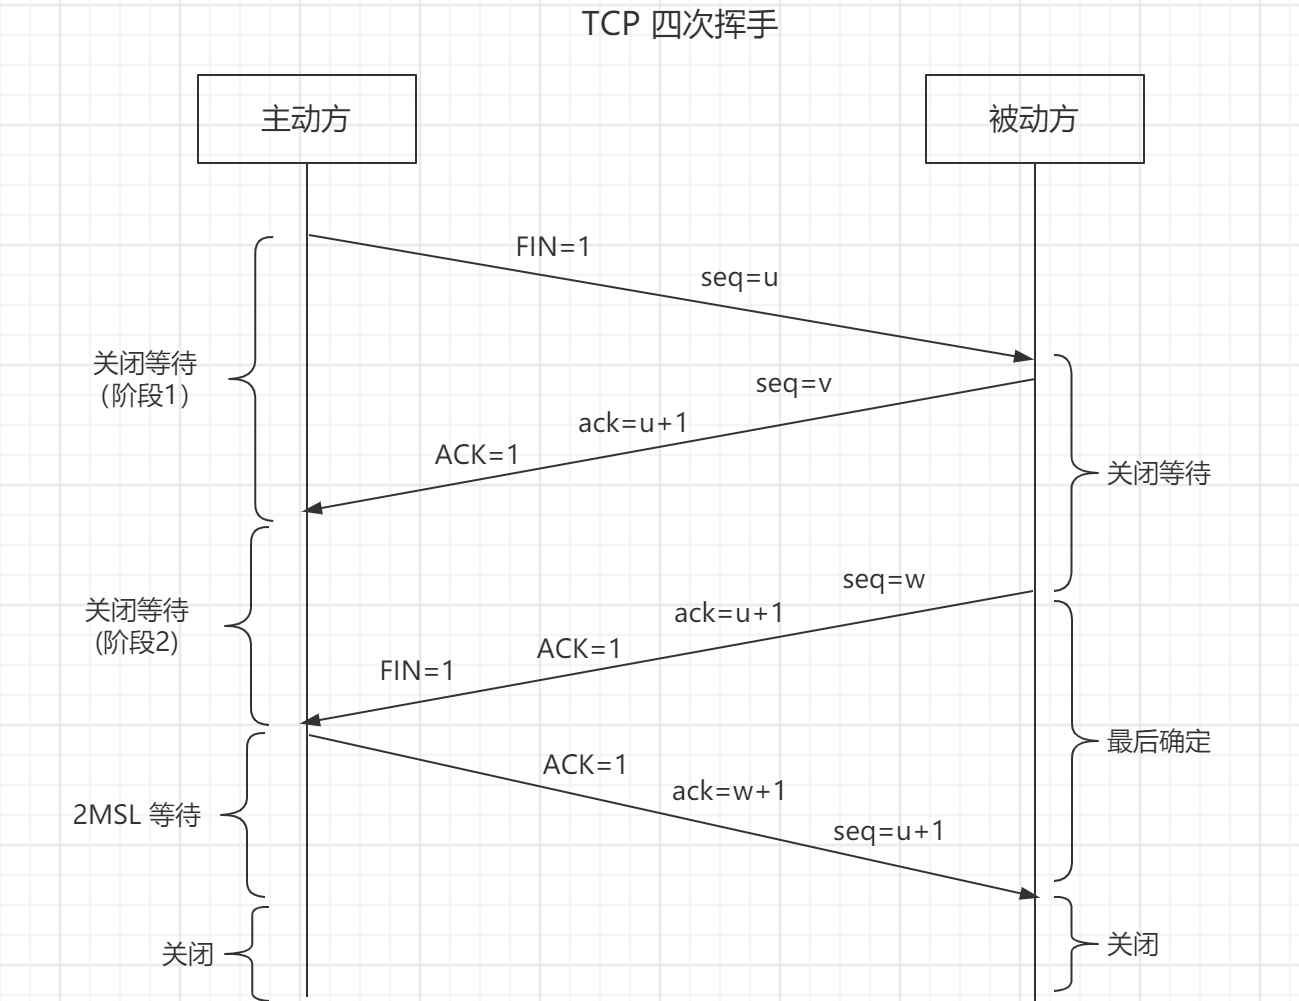 TCP 四次挥手
主动方
被动方
FIN=1
seq=u
关闭等待
（阶段1）
seq=v
ack=u+1
ACK=1
关闭等待
关闭等待
(阶段2)
seq=w
ack=u+1
ACK=1
FIN=1
最后确定
ACK=1
ack=w+1
seq=u+1
2MSL 等待
关闭
关闭